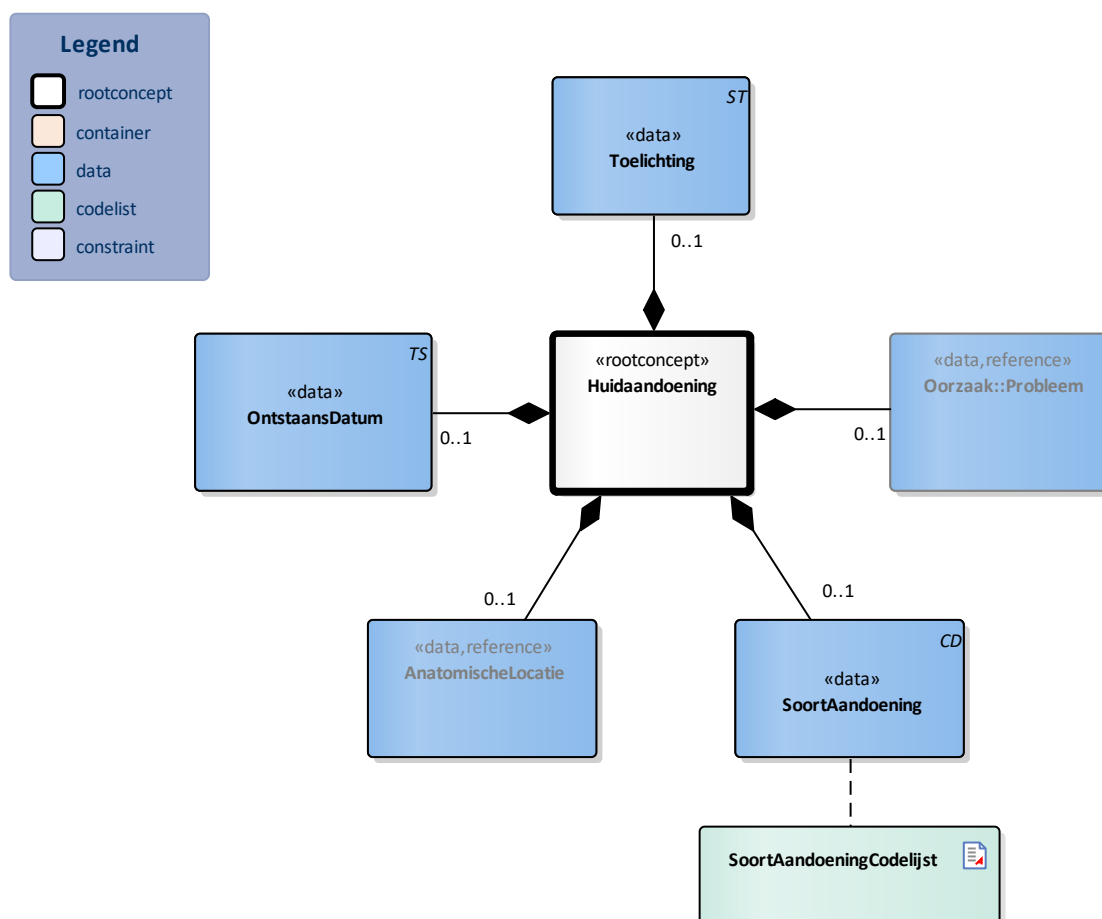 Legend
rootconcept
container
data
codelist
constraint
ST
«data»
Toelichting
0..1
TS
«data»
OntstaansDatum
0..1
«rootconcept»
Huidaandoening
«data,reference»
Oorzaak::Probleem
0..1
0..1
«data,reference»
AnatomischeLocatie
0..1
CD
«data»
SoortAandoening
SoortAandoeningCodelijst